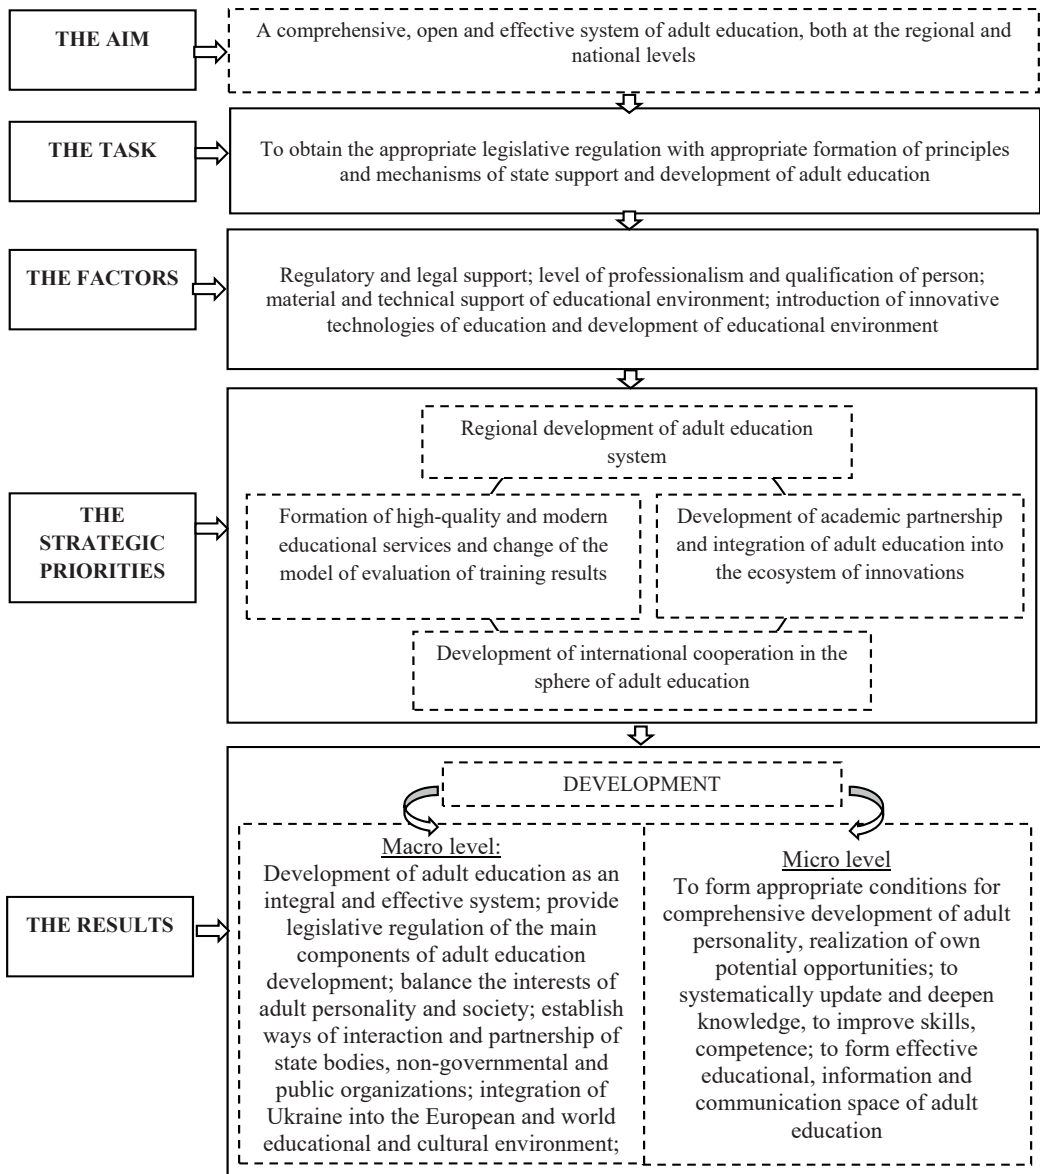 THE AIM
A comprehensive, open and effective system of adult education, both at the regional and
national levels
THE TASK
To obtain the appropriate legislative regulation with appropriate formation of principles
and mechanisms of state support and development of adult education
THE FACTORS
Regulatory and legal support; level of professionalism and qualification of person;
material and technical support of educational environment; introduction of innovative
technologies of education and development of educational environment
THE
STRATEGIC
PRIORITIES
Regional development of adult education
system
Formation of high-quality and modern
educational services and change of the
model of evaluation of training results
Development of academic partnership
and integration of adult education into
the ecosystem of innovations
Development of international cooperation in the
sphere of adult education
THE RESULTS
DEVELOPMENT
Macro level:
Development of adult education as an
integral and effective system; provide
legislative regulation of the main
components of adult education
development; balance the interests of
adult personality and society; establish
ways of interaction and partnership of
state bodies, non-governmental and
public organizations; integration of
Ukraine into the European and world
educational and cultural environment;
Micro level
To form appropriate conditions for
comprehensive development of adult
personality, realization of own
potential opportunities; to
systematically update and deepen
knowledge, to improve skills,
competence; to form effective
educational, information and
communication space of adult
education